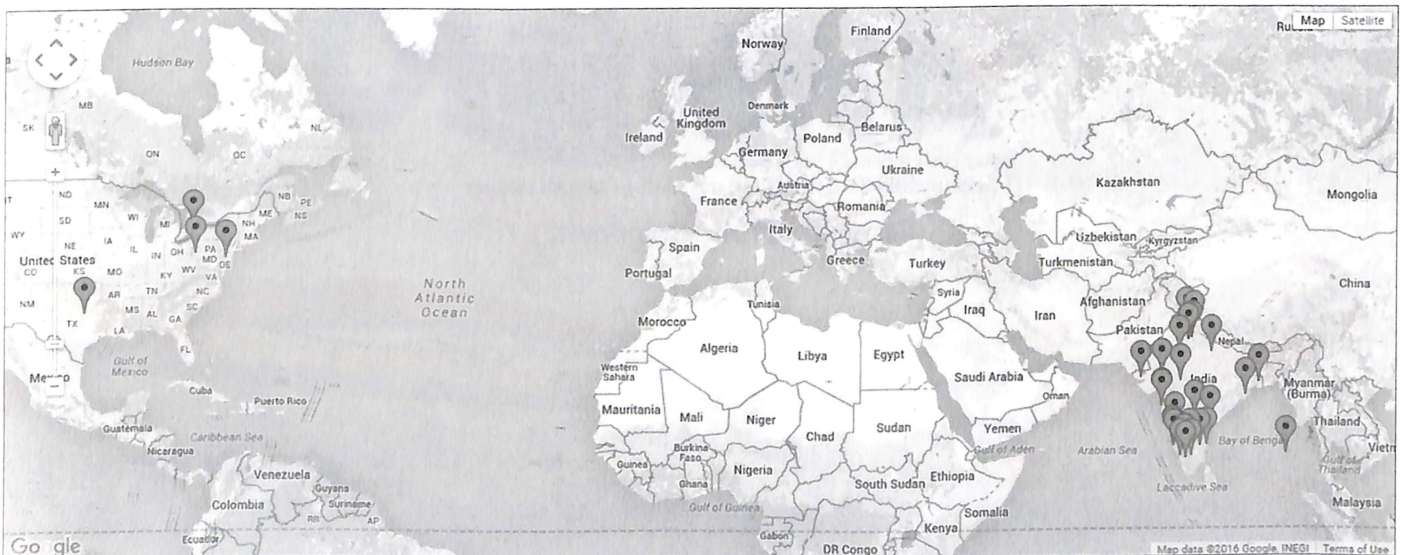 Map Satellite
Finland
Norway
Hudson Bay
MB
Denmark
United
Kingdom
SK
NL
Ireland
Belarus
Poland
ON
QC
Germany
Ukraine
Kazakhstan
Austria
ND
MN
NB
PE
Mongolia
France
Romania
NS
ME
SD
WI
MI
NH
MA
WY
Italy
Uzbekistan
Kyrgyzstan
NE
IA
IL
IN
OH
PA
MD
Spain
Greece
Turkey
Turkmenistan
United States
CO
KS
MO
KY
WV
VA
DE
Portugal
China
North
Atlantic
Ocean
Syria
Afghanistan
NM
AR
TN
NC
Tunisia
Iraq
Iran
MS
AL
GA
SC
TX
LA
Morocco
Pakistan
Nepal
FL
Algeria
Libya
Egypt
Gulf of
Mexico
Western
Sahara
Saudi Arabia
India
Mexico
Cuba
Oman
Myanmar
(Burma)
Puerto Rico
Mauritania
Mali
Niger
Chad
Sudan
Yemen
Thailand
Guatemala
Caribbean Sea
Nicaragua
Burkina
Faso
Gulf of Aden
Arabian Sea
Bay of Bengal
Guinea
Nigeria
Ethiopia
Gulf of
Thailand
Venezuela
Ghana
South Sudan
Laccadive Sea
Guyana
Suriname
Colombia
Gulf of Guinea
Somalia
Malaysia
RR
AP
Kenya
Ecuador
Gabon
DR Congo
Google
Map data ©2016 Google, INEGI Terms of Use